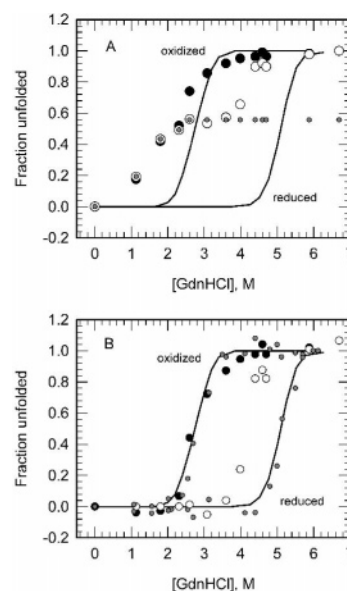 A
oxidized
reduced
Fraction unfolded
1.2
1.0
0.8
0.6
0.4
0.2
0.0
-0.2
0 1 2 3 4 5 6 7
[GdnHCl], M
B
oxidized
reduced
Fraction unfolded
1.2
1.0
0.8
0.6
0.4
0.2
0.0
-0.2
0 1 2 3 4 5 6 7
[GdnHCl], M